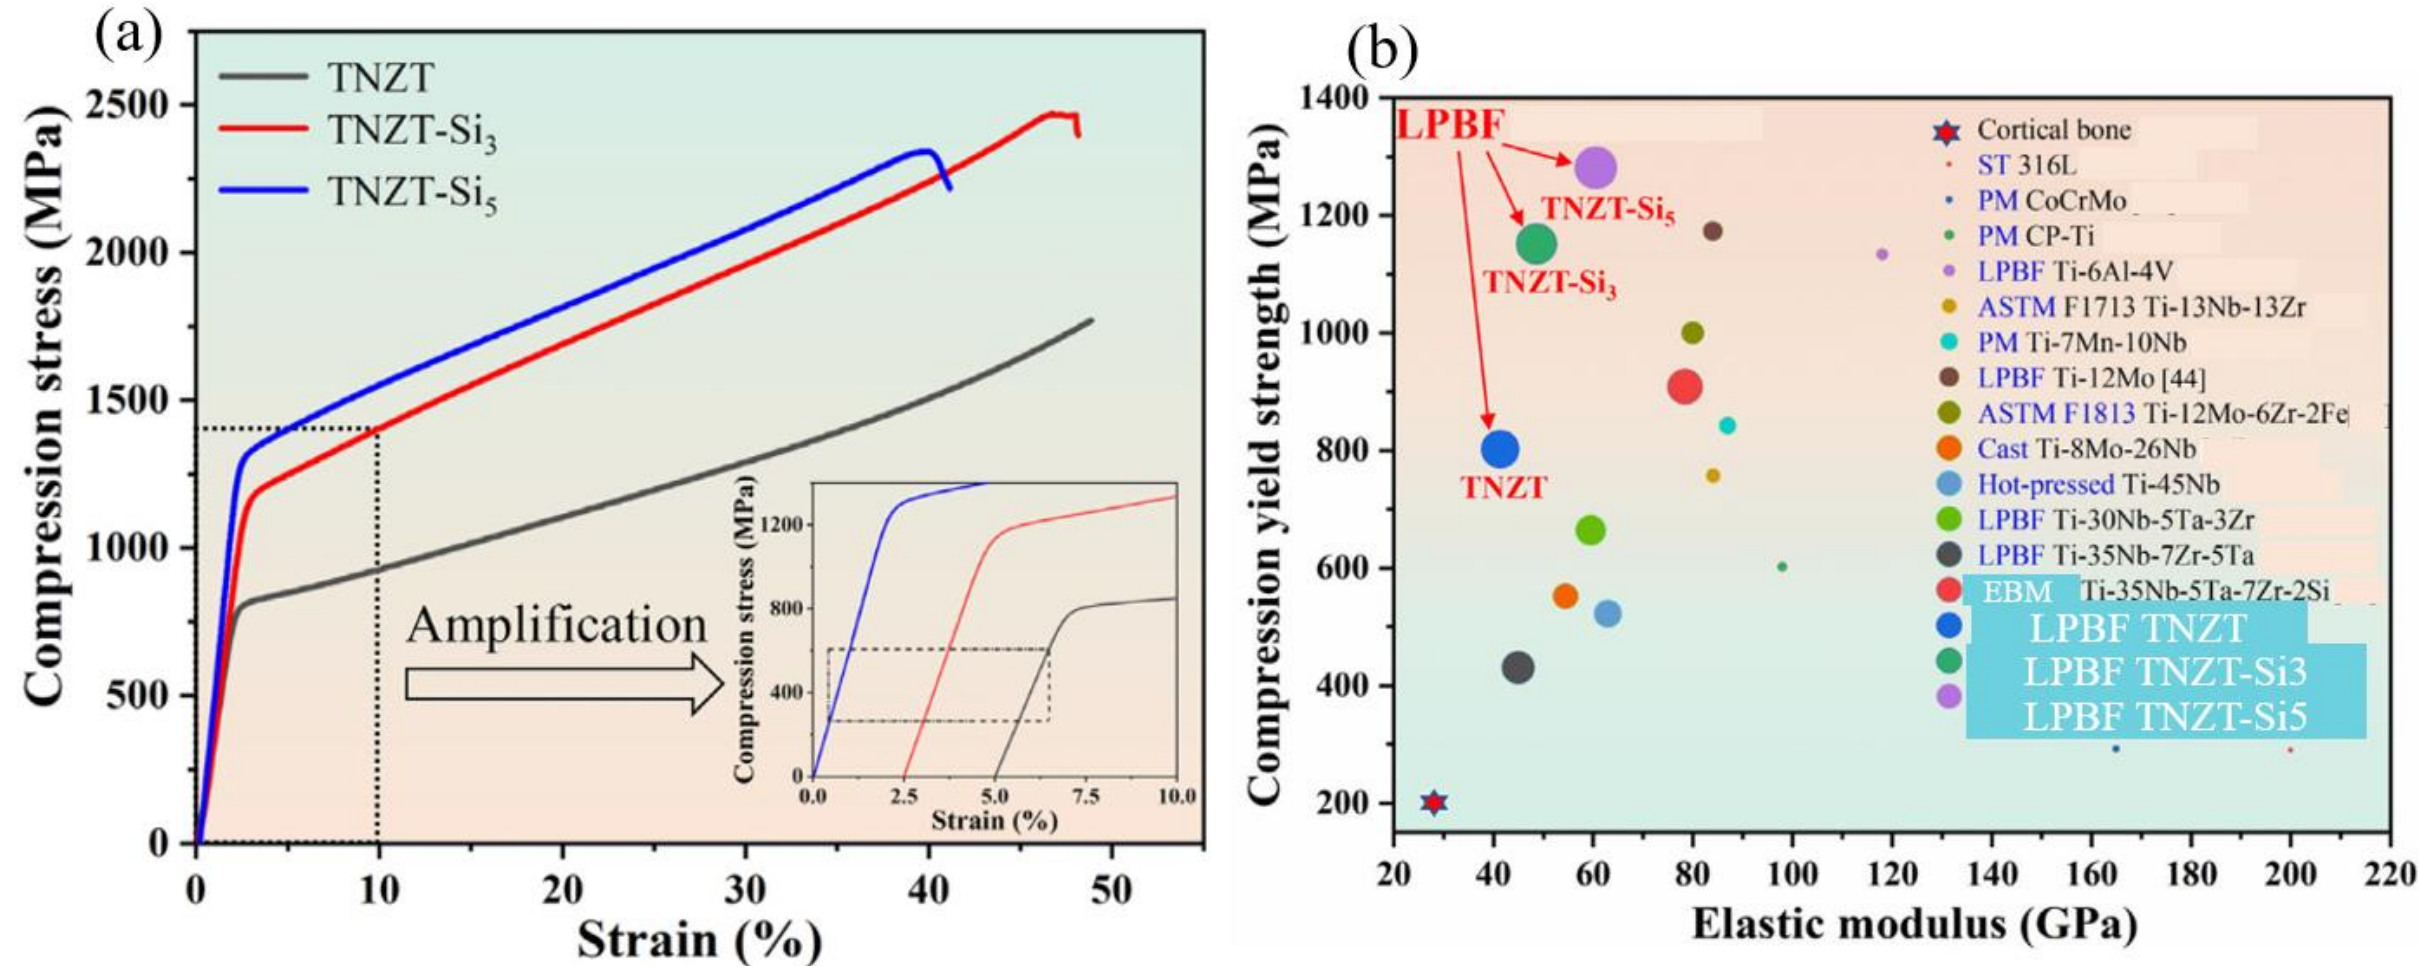 (a)
TNZT
TNZT-Si3
TNZT-Si5
2500
2000
1500
1000
500
0
0 10 20 30 40 50
Compression stress (MPa)
Strain (%)
Amplification
1200
800
400
0
0.0 2.5 5.0 7.5 10.0
Compression stress (MPa)
Strain (%)
(b)
1400
1200
1000
800
600
400
200
20 40 60 80 100 120 140 160 180 200 220
Compression yield strength (MPa)
Elastic modulus (GPa)
LPBF
TNZT-Si5
TNZT-Si3
TNZT
Cortical bone
ST 316L
PM CoCrMo
PM CP-Ti
LPBF Ti-6Al-4V
ASTM F1713 Ti-13Nb-13Zr
PM Ti-7Mn-10Nb
LPBF Ti-12Mo [44]
ASTM F1813 Ti-12Mo-6Zr-2Fe
Cast Ti-8Mo-26Nb
Hot-pressed Ti-45Nb
LPBF Ti-30Nb-5Ta-3Zr
LPBF Ti-35Nb-7Zr-5Ta
EBM Ti-35Nb-5Ta-7Zr-2Si
LPBF TNZT
LPBF TNZT-Si3
LPBF TNZT-Si5